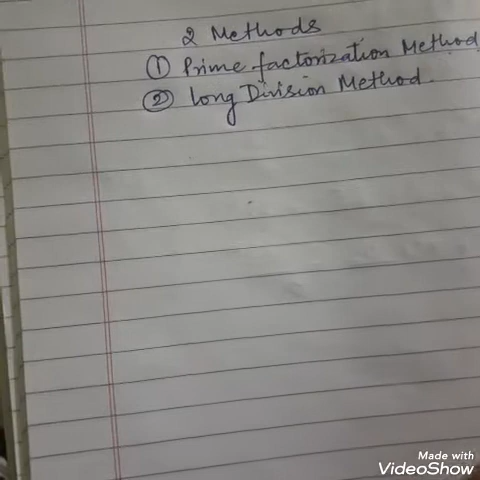 2 Methods
① Prime factorization Method
② Long Division Method.
Made with
VideoShow